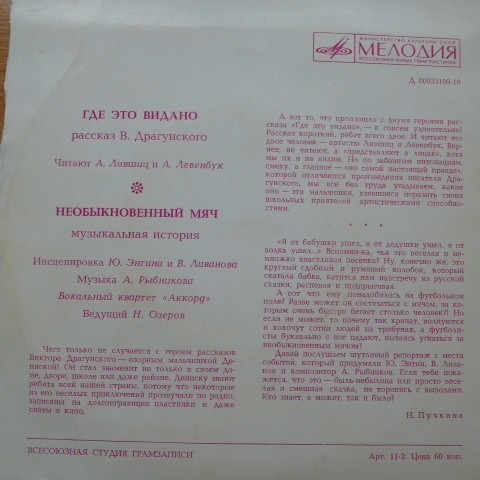 МИНИСТЕРСТВО КУЛЬТУРЫ СССР
МЕЛОДИЯ
ВСЕСОЮЗНАЯ ФИРМА ГРАМПЛАСТИНОК
Д 00033109-10
ГДЕ ЭТО ВИДАНО
рассказ В. Драгунского
Читают А. Лившиц и А. Левенбук
НЕОБЫКНОВЕННЫЙ МЯЧ
музыкальная история
Инсценировка Ю. Энтина и В. Ливанова
Музыка А. Рыбникова
Вокальный квартет «Аккорд»
Ведущий Н. Озеров
Чего только не случается с героем рассказов
Виктора Драгунского — озорным мальчишкой Де-
ниской! Он стал знаменит не только в своем до-
ме, дворе, школе или даже районе. Дениску знают
ребята всей нашей страны, потому что некоторые
из его веселых приключений прозвучали по радио,
записаны на долгоиграющие пластинки и даже
сняты в кино.
А вот то, что произошло с двумя героями рас-
сказа «Где это видано», — и совсем удивительно!
Рассказ короткий, ребят всего двое. И читают его
двое человек — артисты Лившиц и Левенбук. Вер-
нее, не читают, а «представляют в лицах», хотя
мы их и не видим. Но по забавным интонациям,
смеху, а главное — «по самой настоящей правде»,
которой отличаются произведения писателя Драгу-
нского, мы все без труда угадываем, какие
они — эти мальчишки, взявшиеся поразить своих
школьных приятелей артистическими способно-
стями.
* * *
«Я от бабушки ушел, я от дедушки ушел, я от
волка ушел...» Вспомни-ка, чья это веселая и не-
множко хвастливая песенка? Ну, конечно же, это
круглый сдобный и румяный колобок, который
скатала бабка, катится нам навстречу из русской
сказки, распевая и подпрыгивая.
А вот что ему понадобилось на футбольном
поле? Разве может он состязаться с мячом, за ко-
торым очень быстро бегает столько человек?! Но
если не может, то почему так кричат, волнуются
и хохочут сотни людей на трибунах, а футболи-
сты буквально с ног падают, пытаясь угнаться за
необыкновенным мячом?
Давай послушаем шутливый репортаж с места
событий, который придумали Ю. Энтин, В. Лива-
нов и композитор А. Рыбников. Если тебе пока-
жется, что это — быль-небылица или просто весе-
лая и смешная сказка, не торопись с выводами.
Кто знает, а может, так и было?
Н. Пучкина
ВСЕСОЮЗНАЯ СТУДИЯ ГРАМЗАПИСИ
Арт. 11-2. Цена 60 коп.